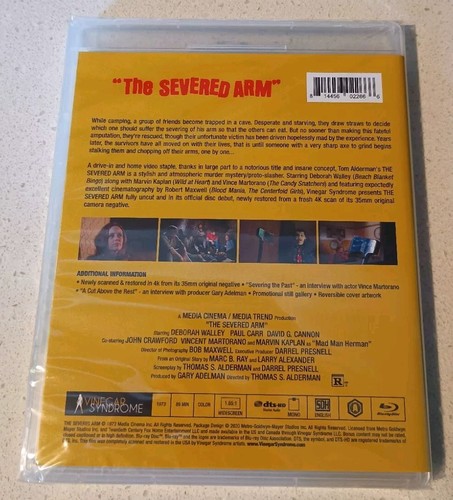 "The SEVERED ARM"
8 14456 02286 6
While camping, a group of friends become trapped in a cave. Desperate and starving, they draw straws to decide
which one should suffer the severing of his arm so that the others can eat. But no sooner than making this fateful
amputation, they're rescued, though their unfortunate victim has been driven hopelessly mad by the experience. Years
later, the survivors have all moved on with their lives, that is until someone with a very sharp axe to grind begins
stalking them and chopping off their arms, one by one...
A drive-in and home video staple, thanks in large part to a notorious title and insane concept, Tom Alderman's THE
SEVERED ARM is a stylish and atmospheric murder mystery/proto-slasher. Starring Deborah Walley (Beach Blanket
Bingo) along with Marvin Kaplan (Wild at Heart) and Vince Martorano (The Candy Snatchers) and featuring expectedly
excellent cinematography by Robert Maxwell (Blood Mania, The Centerfold Girls), Vinegar Syndrome presents THE
SEVERED ARM fully uncut and in its official disc debut, newly restored from a fresh 4K scan of its 35mm original
camera negative.
ADDITIONAL INFORMATION
• Newly scanned & restored in 4k from its 35mm original negative • "Severing the Past" - an interview with actor Vince Martorano
• "A Cut Above the Rest" - an interview with producer Gary Adelman • Promotional still gallery • Reversible cover artwork
A MEDIA CINEMA / MEDIA TREND Production
"THE SEVERED ARM"
Starring DEBORAH WALLEY PAUL CARR DAVID G. CANNON
Co-starring JOHN CRAWFORD VINCENT MARTORANO and MARVIN KAPLAN as "Mad Man Herman"
Director of Photography BOB MAXWELL Executive Producer DARREL PRESNELL
From an Original Story by MARC B. RAY and LARRY ALEXANDER
Screenplay by THOMAS S. ALDERMAN and DARREL PRESNELL
Produced by GARY ADELMAN Directed by THOMAS S. ALDERMAN
R
VINEGAR SYNDROME
1973
COLOR
WIDESCREEN
dts-HD
MONO
SDH
ENGLISH
A
Blu-ray